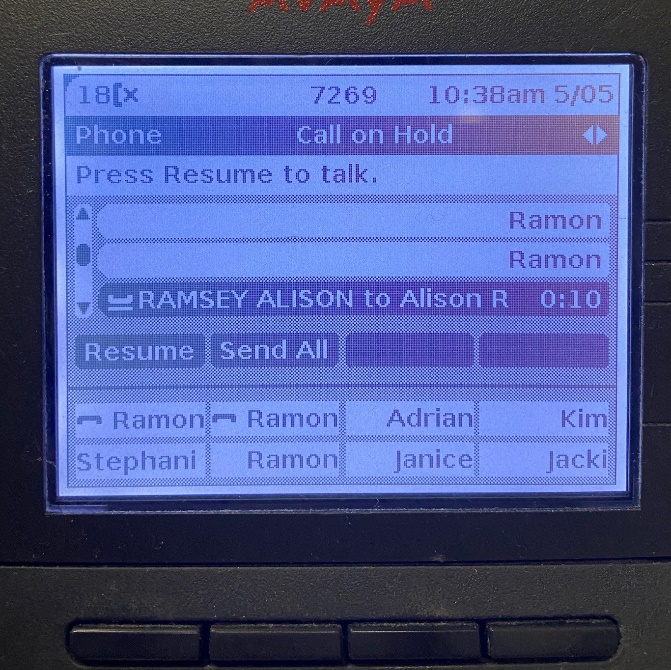 AVAYA
18[x 7269 10:38am 5/05
Phone Call on Hold
Press Resume to talk.
Ramon
Ramon
RAMSEY ALISON to Alison R 0:10
Resume Send All
Ramon Ramon Adrian Kim
Stephani Ramon Janice Jacki